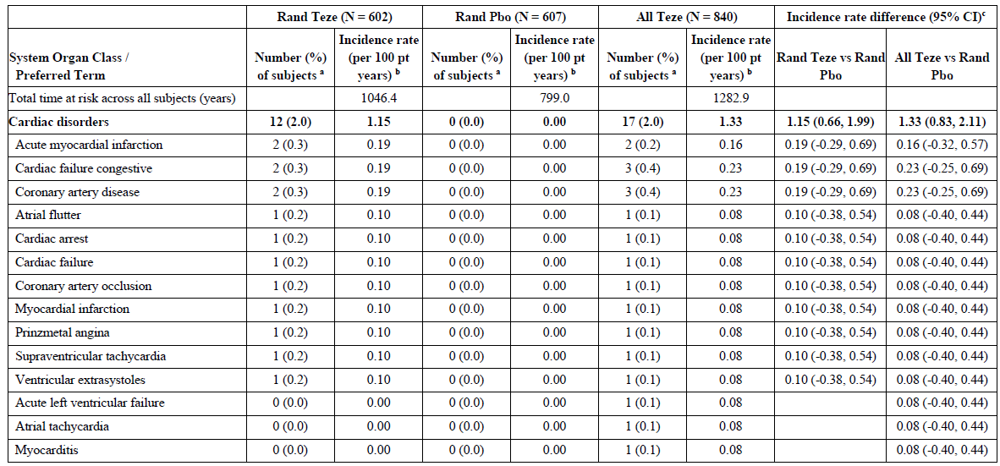 Rand Teze (N = 602) Rand Pbo (N = 607) All Teze (N = 840) Incidence rate difference (95% CI)c
System Organ Class / Preferred Term Number (%) of subjects a Incidence rate (per 100 pt years) b Number (%) of subjects a Incidence rate (per 100 pt years) b Number (%) of subjects a Incidence rate (per 100 pt years) b Rand Teze vs Rand Pbo All Teze vs Rand Pbo
Total time at risk across all subjects (years) 1046.4 799.0 1282.9
Cardiac disorders 12 (2.0) 1.15 0 (0.0) 0.00 17 (2.0) 1.33 1.15 (0.66, 1.99) 1.33 (0.83, 2.11)
Acute myocardial infarction 2 (0.3) 0.19 0 (0.0) 0.00 2 (0.2) 0.16 0.19 (-0.29, 0.69) 0.16 (-0.32, 0.57)
Cardiac failure congestive 2 (0.3) 0.19 0 (0.0) 0.00 3 (0.4) 0.23 0.19 (-0.29, 0.69) 0.23 (-0.25, 0.69)
Coronary artery disease 2 (0.3) 0.19 0 (0.0) 0.00 3 (0.4) 0.23 0.19 (-0.29, 0.69) 0.23 (-0.25, 0.69)
Atrial flutter 1 (0.2) 0.10 0 (0.0) 0.00 1 (0.1) 0.08 0.10 (-0.38, 0.54) 0.08 (-0.40, 0.44)
Cardiac arrest 1 (0.2) 0.10 0 (0.0) 0.00 1 (0.1) 0.08 0.10 (-0.38, 0.54) 0.08 (-0.40, 0.44)
Cardiac failure 1 (0.2) 0.10 0 (0.0) 0.00 1 (0.1) 0.08 0.10 (-0.38, 0.54) 0.08 (-0.40, 0.44)
Coronary artery occlusion 1 (0.2) 0.10 0 (0.0) 0.00 1 (0.1) 0.08 0.10 (-0.38, 0.54) 0.08 (-0.40, 0.44)
Myocardial infarction 1 (0.2) 0.10 0 (0.0) 0.00 1 (0.1) 0.08 0.10 (-0.38, 0.54) 0.08 (-0.40, 0.44)
Prinzmetal angina 1 (0.2) 0.10 0 (0.0) 0.00 1 (0.1) 0.08 0.10 (-0.38, 0.54) 0.08 (-0.40, 0.44)
Supraventricular tachycardia 1 (0.2) 0.10 0 (0.0) 0.00 1 (0.1) 0.08 0.10 (-0.38, 0.54) 0.08 (-0.40, 0.44)
Ventricular extrasystoles 1 (0.2) 0.10 0 (0.0) 0.00 1 (0.1) 0.08 0.10 (-0.38, 0.54) 0.08 (-0.40, 0.44)
Acute left ventricular failure 0 (0.0) 0.00 0 (0.0) 0.00 1 (0.1) 0.08 0.08 (-0.40, 0.44)
Atrial tachycardia 0 (0.0) 0.00 0 (0.0) 0.00 1 (0.1) 0.08 0.08 (-0.40, 0.44)
Myocarditis 0 (0.0) 0.00 0 (0.0) 0.00 1 (0.1) 0.08 0.08 (-0.40, 0.44)